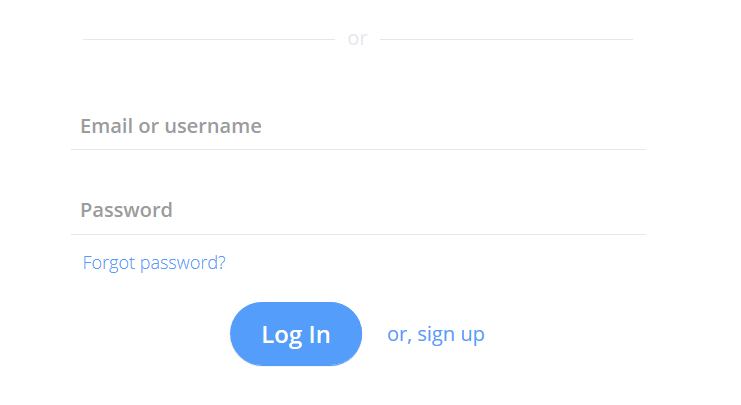 or
Email or username
Password
Forgot password?
Log In or, sign up